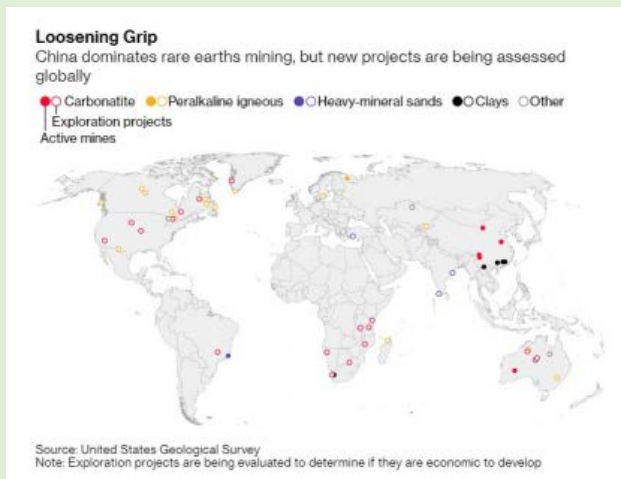 Loosening Grip
China dominates rare earths mining, but new projects are being assessed
globally
Carbonatite Peralkaline igneous Heavy-mineral sands Clays Other
Exploration projects
Active mines
Source: United States Geological Survey
Note: Exploration projects are being evaluated to determine if they are economic to develop